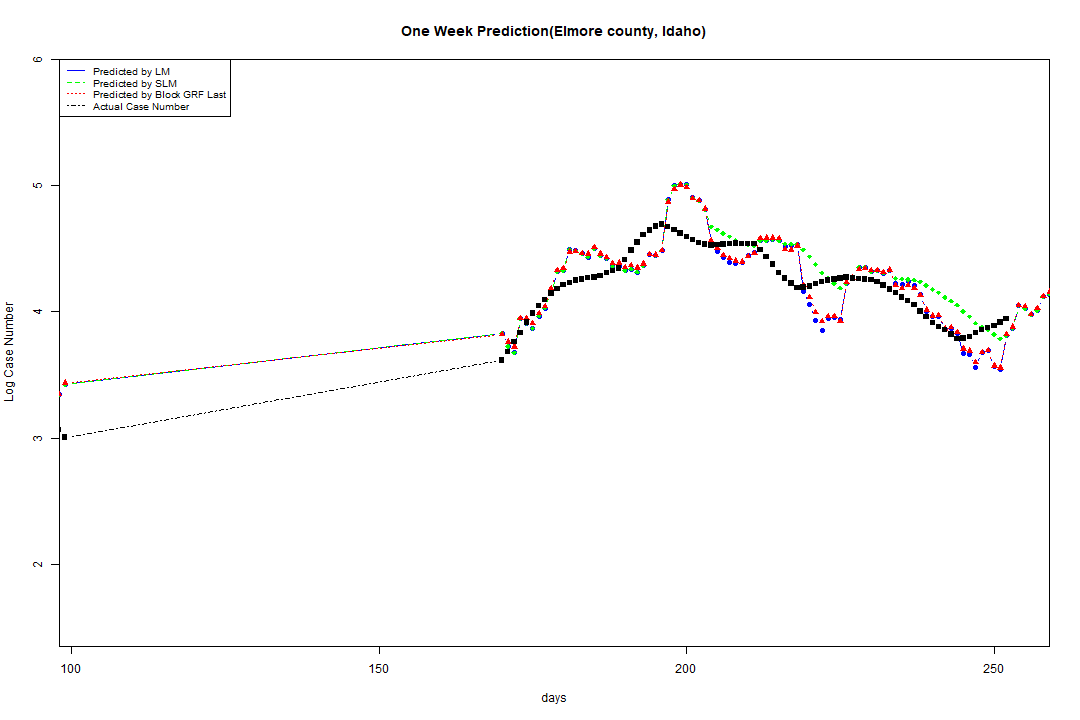 One Week Prediction(Elmore county, Idaho)
Predicted by LM
Predicted by SLM
Predicted by Block GRF Last
Actual Case Number
6
5
4
3
2
Log Case Number
100 150 200 250
days